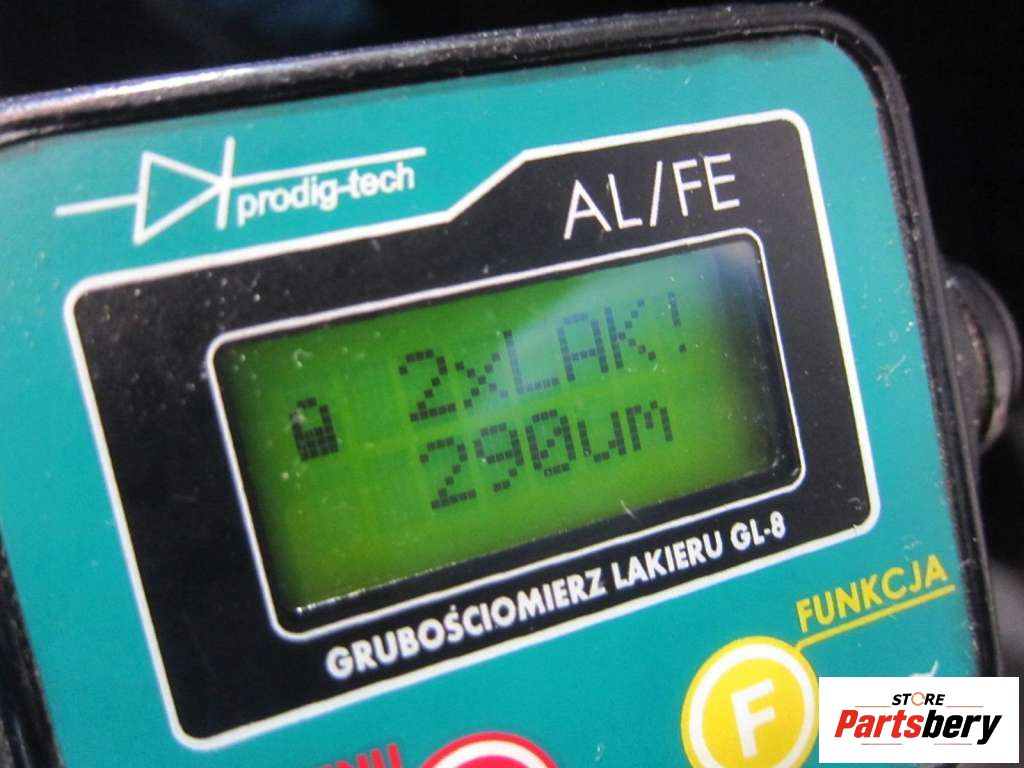 prodig-tech
AL/FE
2xLAK!
290um
GRUBOŚCIOMIERZ LAKIERU GL-8
FUNKCJA
F
STORE
Partsbery